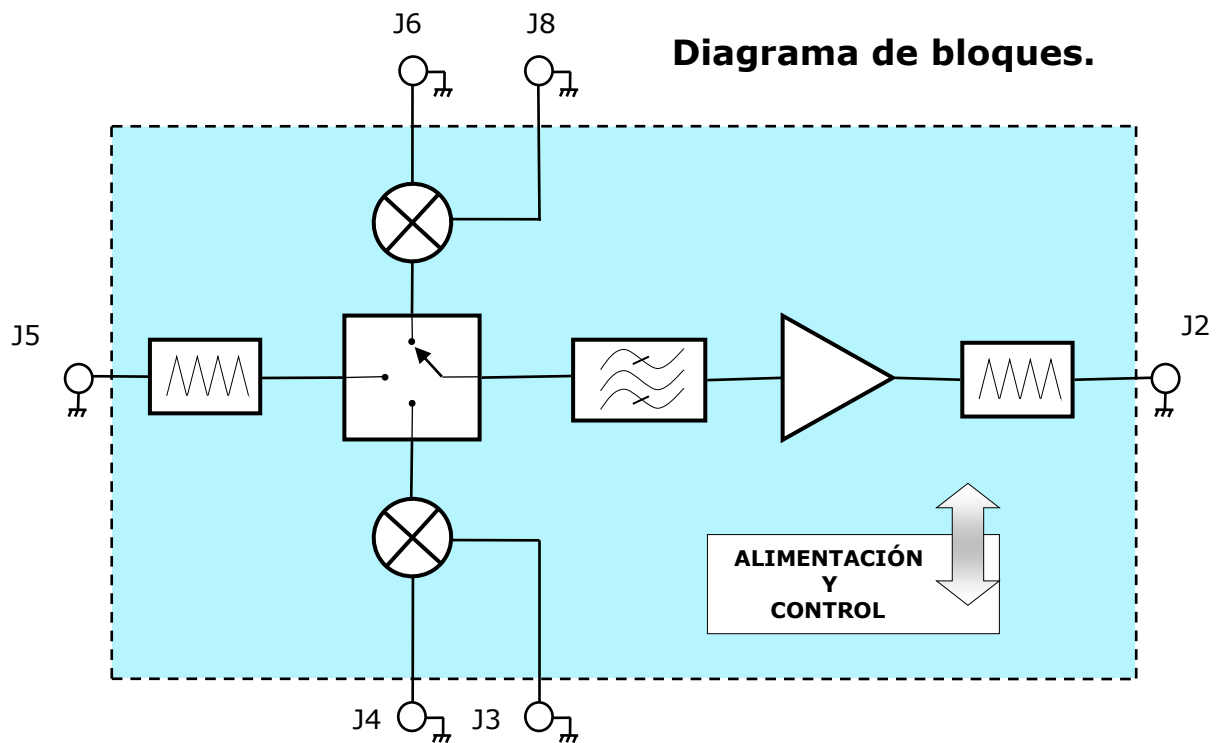 J6
J8
Diagrama de bloques.
J5
J2
ALIMENTACIÓN
Y
CONTROL
J4
J3